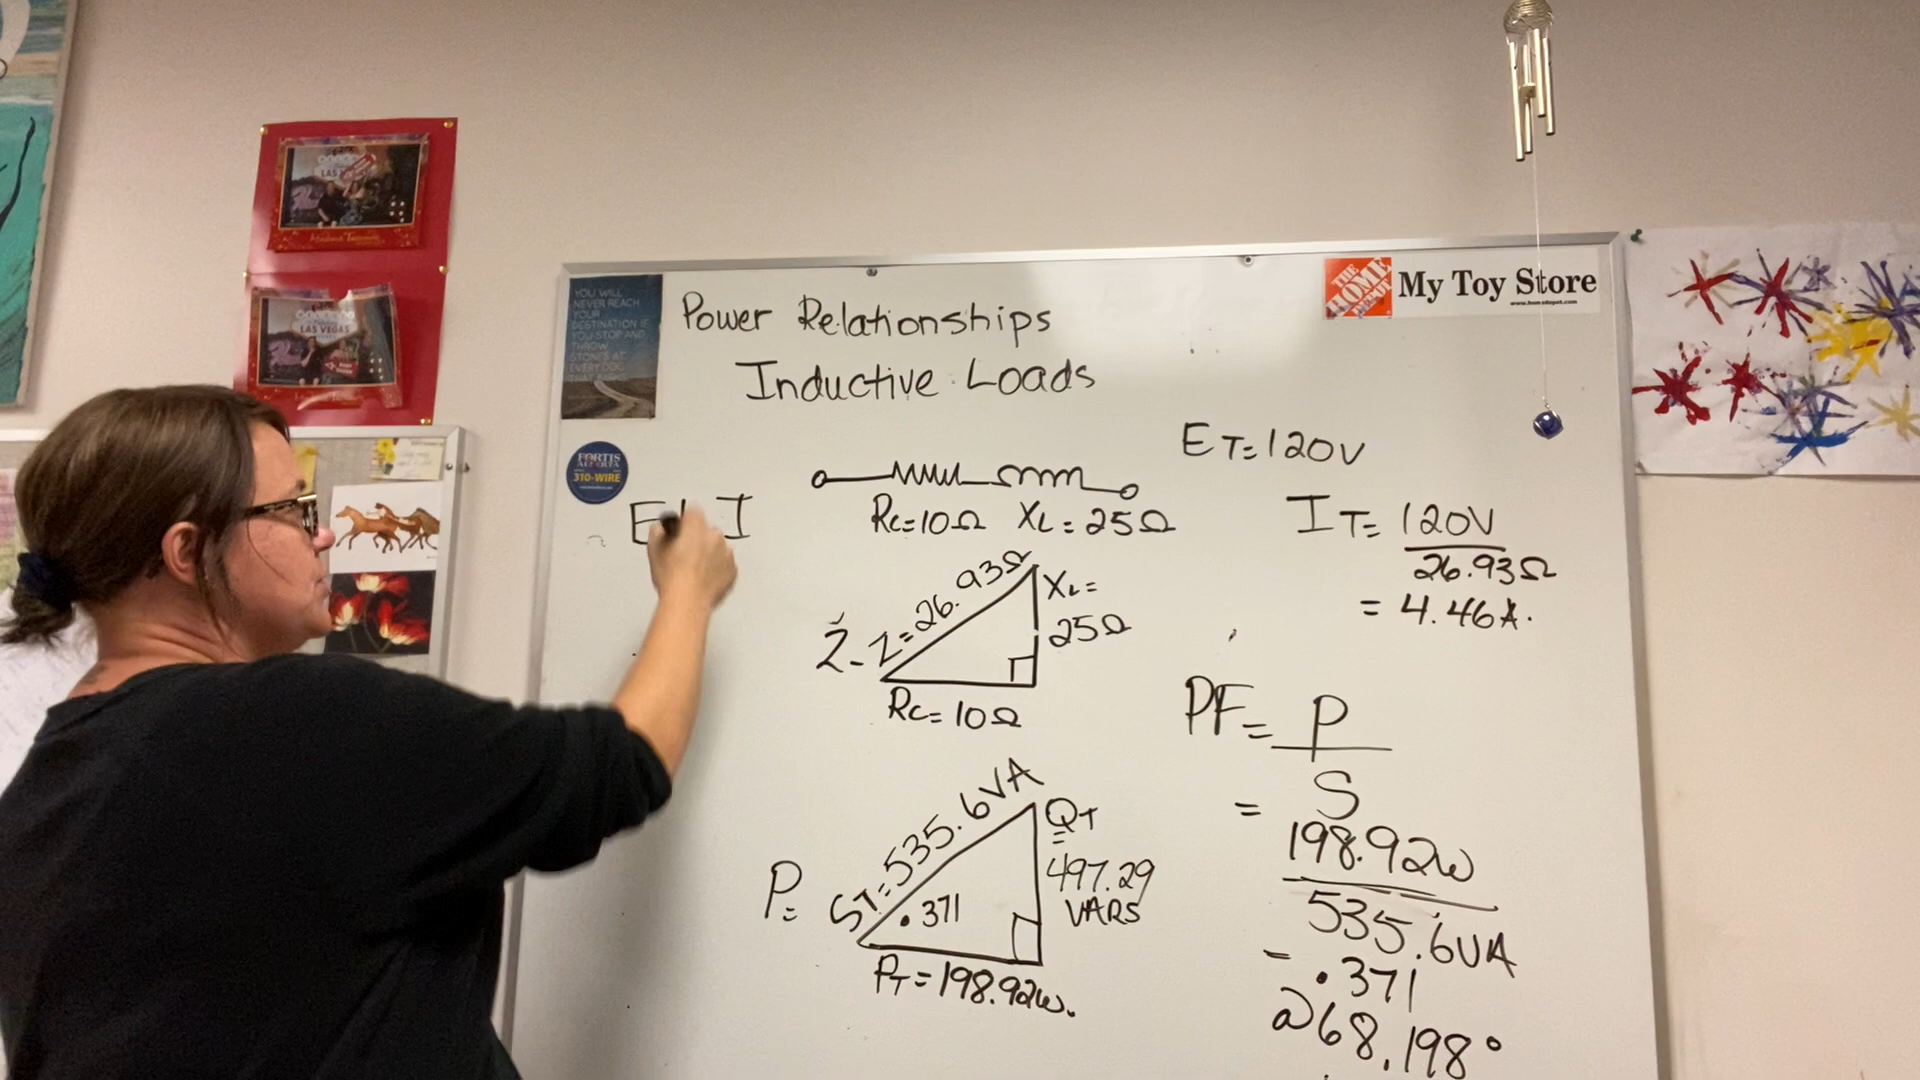 LAS VEGAS
YOU WILL
NEVER REACH
YOUR
DESTINATION IF
YOU STOP AND
THROW
STONES AT
EVERY DOG
THE HOME DEPOT
My Toy Store
FORTIS
ALBERTA
310-WIRE
Power Relationships
Inductive Loads
ET=120V
E I
Rc=10Ω XL=25Ω
IT= 120V
26.93Ω
= 4.46A.
Z=26.93Ω
XL=
25Ω
Rc=10Ω
PF= P
S
= 198.92W
535.6VA
= .371
68.198°
P=
ST=535.6VA
QT
=
497.29
VARS
.371
PT=198.92W.